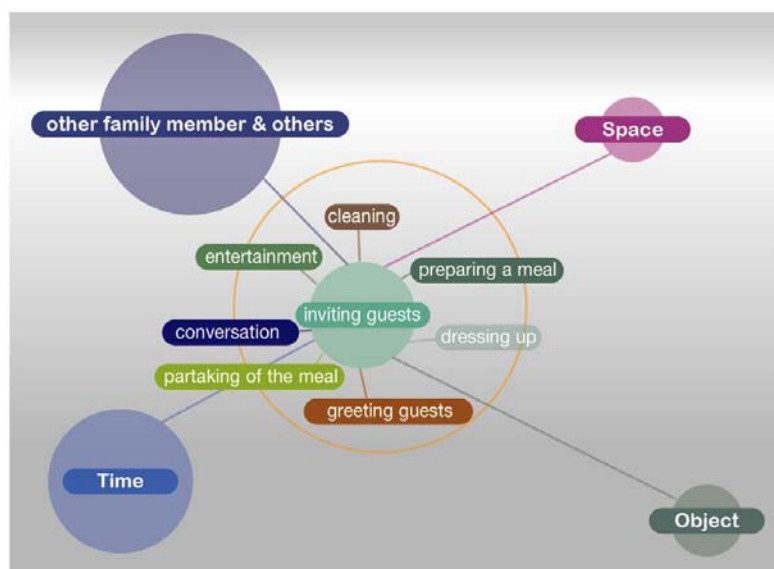 other family member & others
Space
cleaning
entertainment
preparing a meal
inviting guests
conversation
dressing up
partaking of the meal
greeting guests
Time
Object